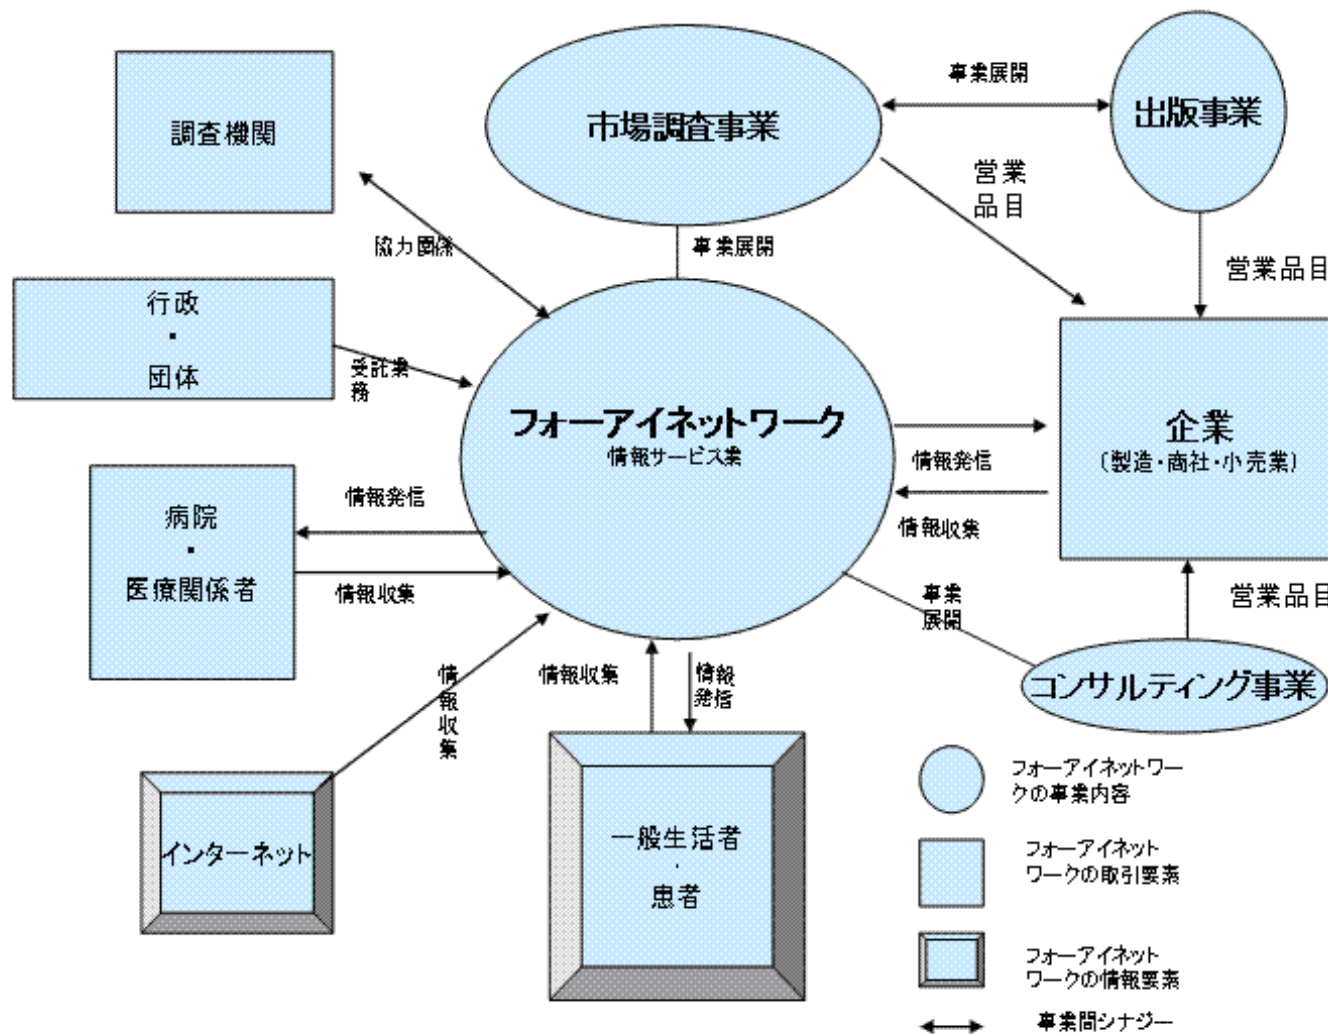 調査機関
市場調査事業
事業展開
出版事業
営業
品目
協力関係
事業展開
営業品目
行政
・
団体
受託業
務
フォーアイネットワーク
情報サービス業
企業
（製造・商社・小売業）
情報発信
情報収集
病院
・
医療関係者
情報発信
情報収集
事業
展開
営業品目
コンサルティング事業
情
報
収
集
情報収集
情報
発信
インターネット
一般生活者
・
患者
フォーアイネットワー
クの事業内容
フォーアイネット
ワークの取引要素
フォーアイネット
ワークの情報要素
事業間シナジー